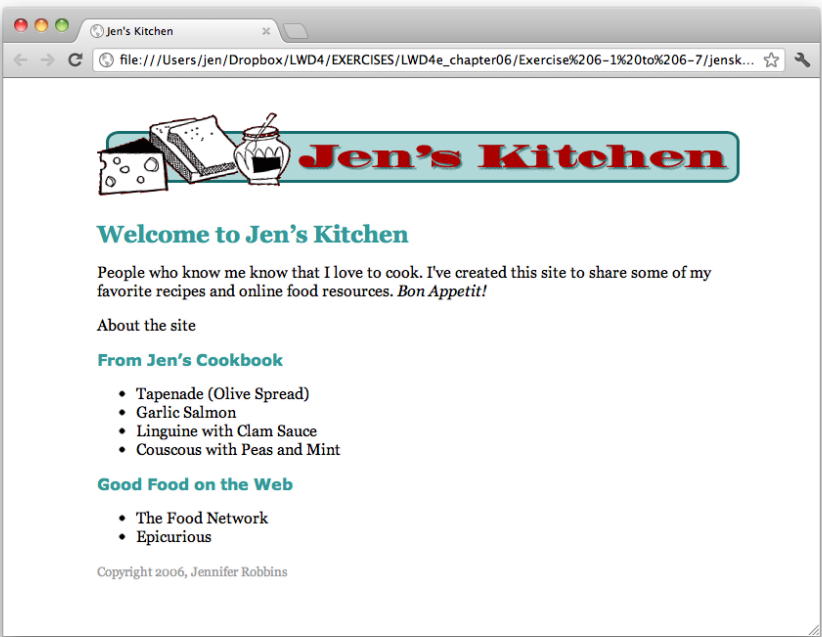 Jen's Kitchen
file:///Users/jen/Dropbox/LWD4/EXERCISES/LWD4e_chapter06/Exercise%206-1%20to%206-7/jensk...
Jen's Kitchen
Welcome to Jen’s Kitchen
People who know me know that I love to cook. I've created this site to share some of my
favorite recipes and online food resources. Bon Appetit!
About the site
From Jen’s Cookbook
• Tapenade (Olive Spread)
• Garlic Salmon
• Linguine with Clam Sauce
• Couscous with Peas and Mint
Good Food on the Web
• The Food Network
• Epicurious
Copyright 2006, Jennifer Robbins